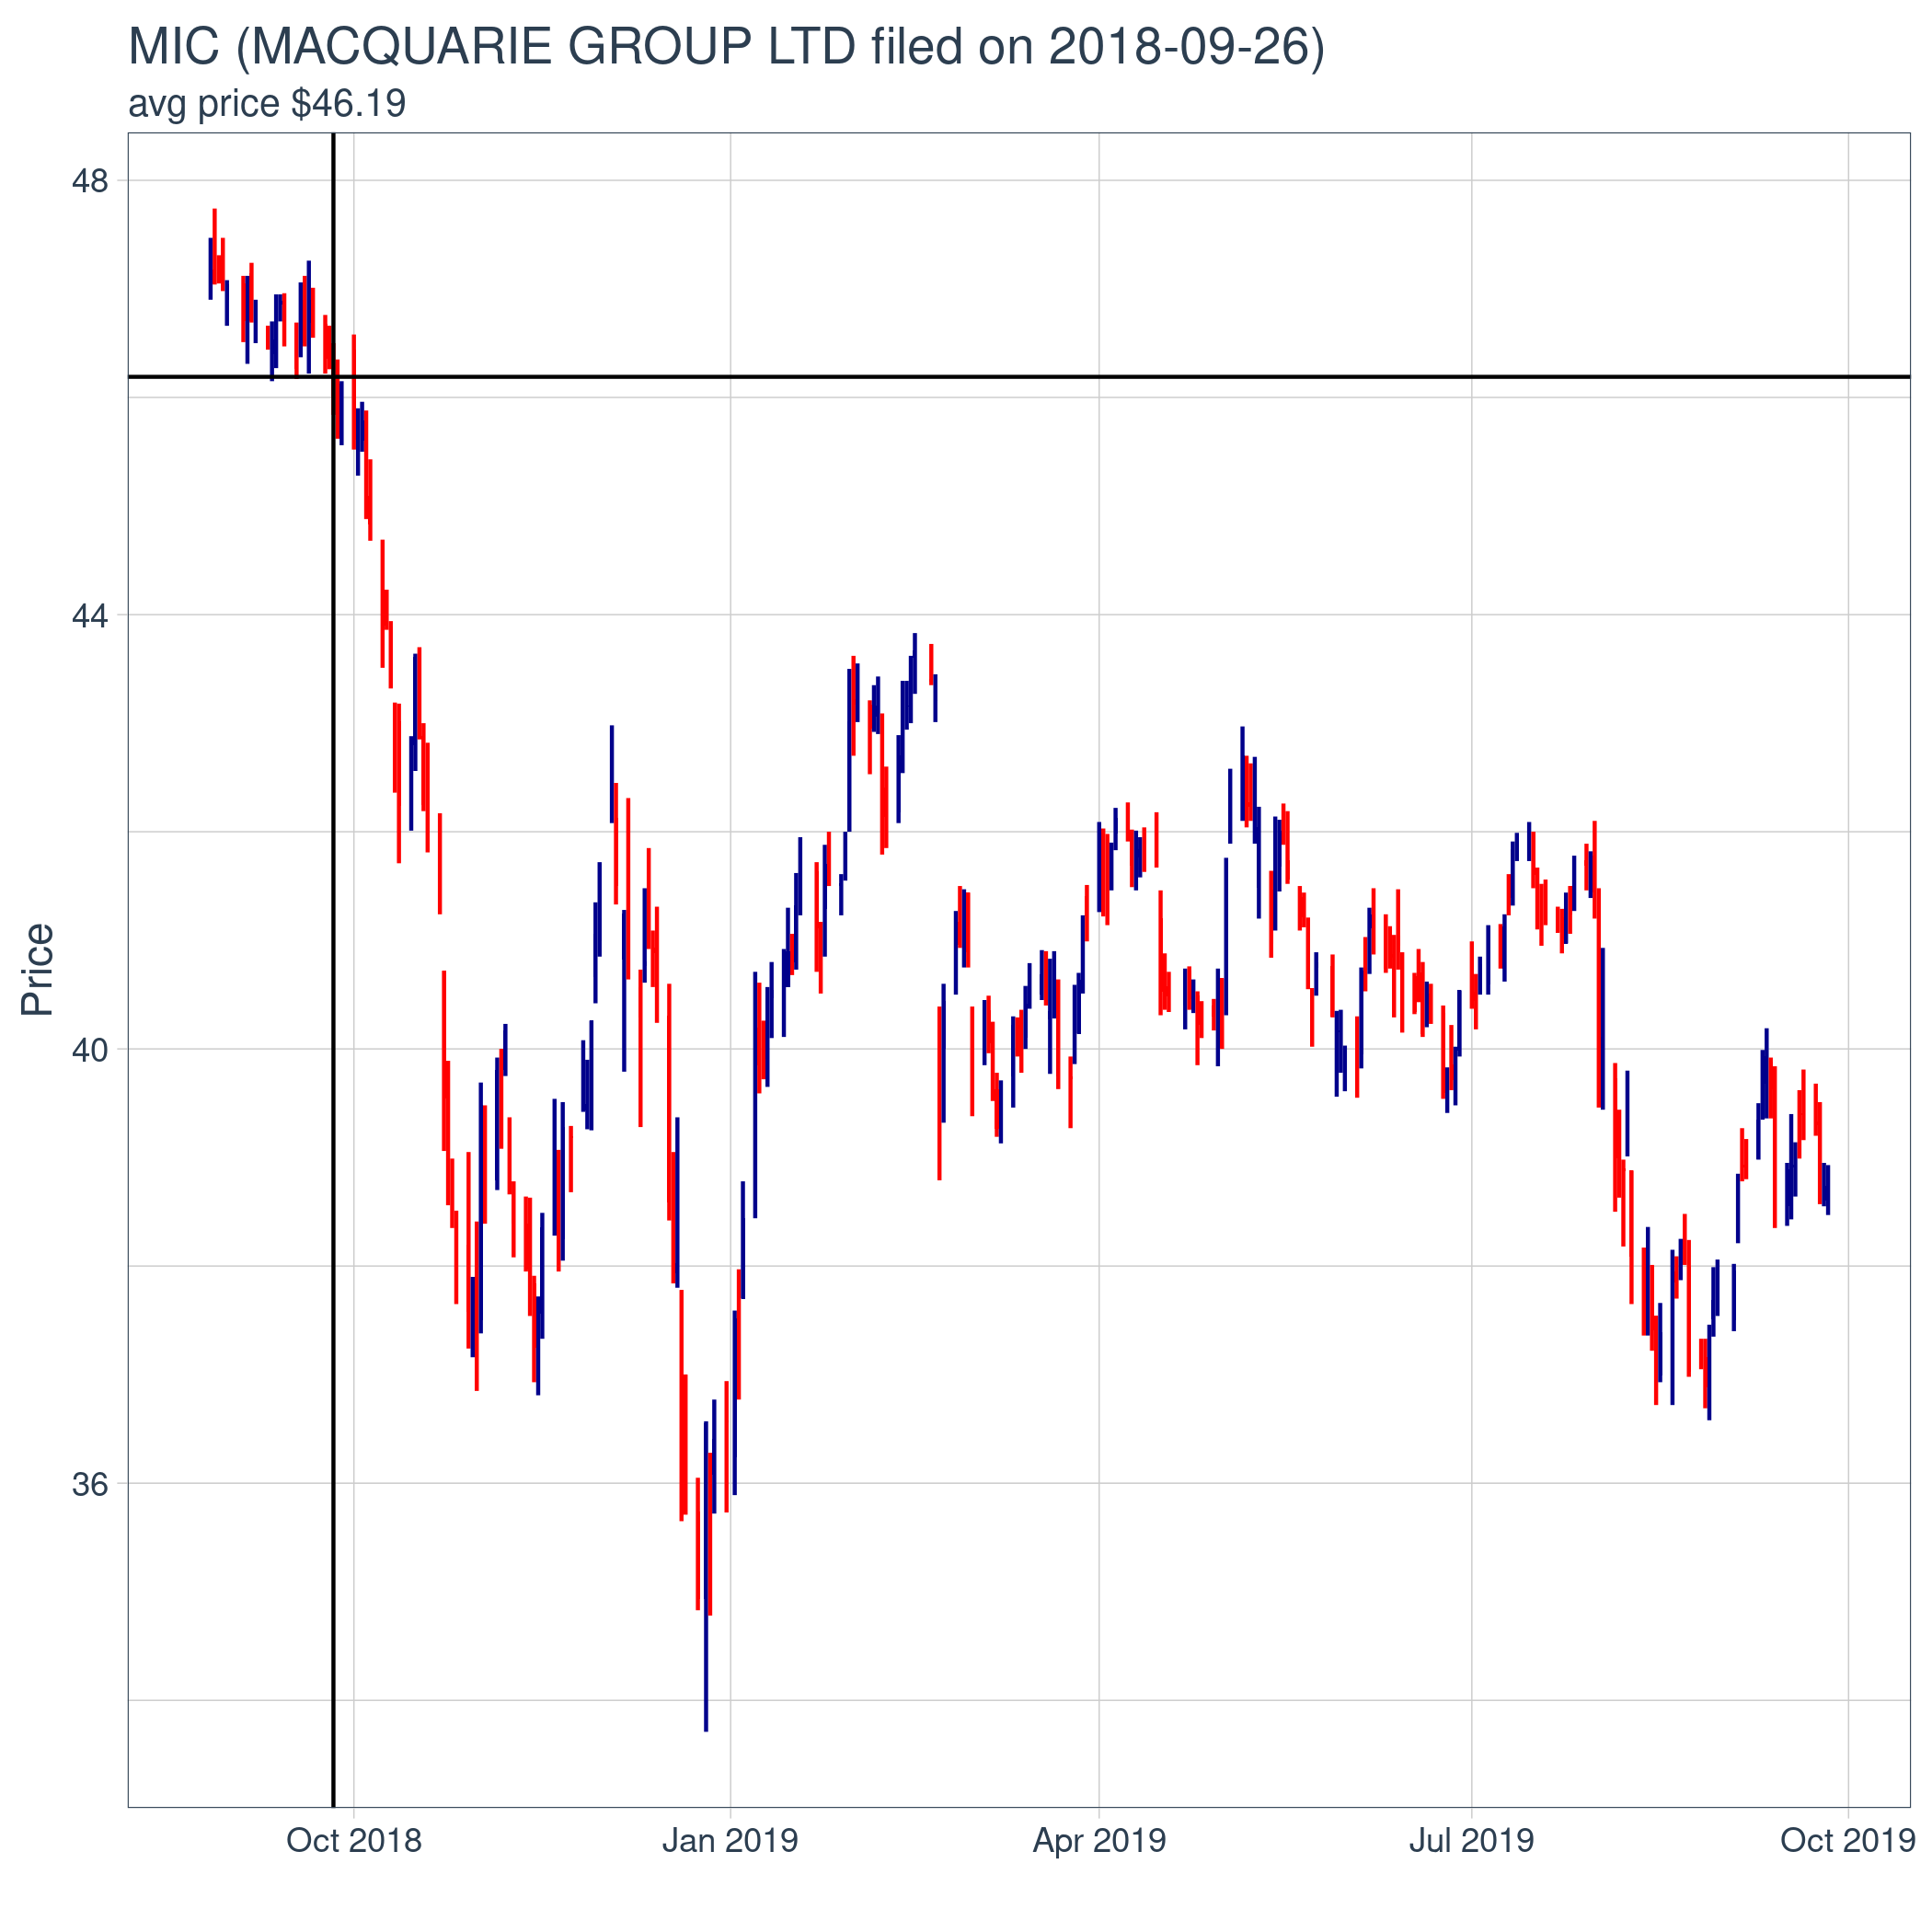 MIC (MACQUARIE GROUP LTD filed on 2018-09-26)
avg price $46.19
48
44
40
36
Price
Oct 2018
Jan 2019
Apr 2019
Jul 2019
Oct 2019